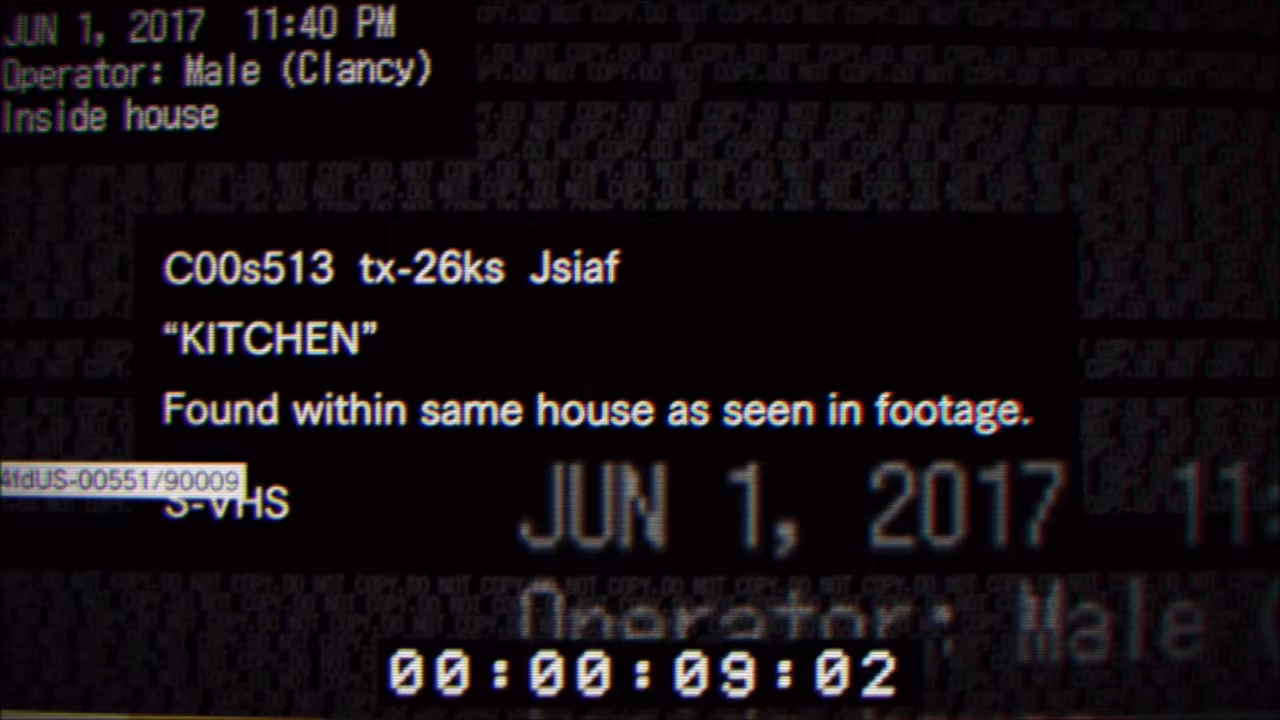 JUN 1, 2017 11:40 PM
Operator: Male (Clancy)
Inside house
C00s513 tx-26ks Jsiaf
“KITCHEN”
Found within same house as seen in footage.
4fdUS-00551/90009
S-VHS
JUN 1, 2017 11:
Operator: Male (
00:00:09:02